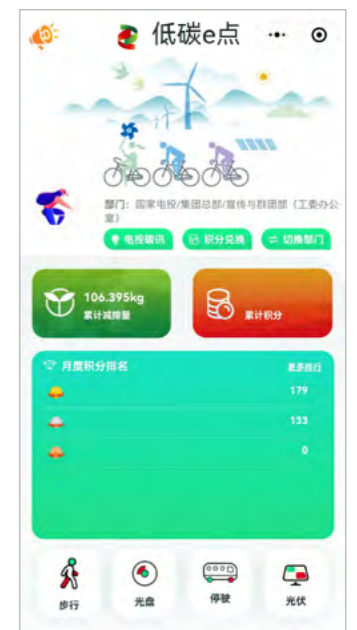 低碳e点
部门：国家电投/集团总部/宣传与群团部（工委办公
室）
电投碳讯
积分兑换
切换部门
106.395kg
累计减排量
累计积分
月度积分排名
更多排行
179
133
0
步行
光盘
停驶
光伏